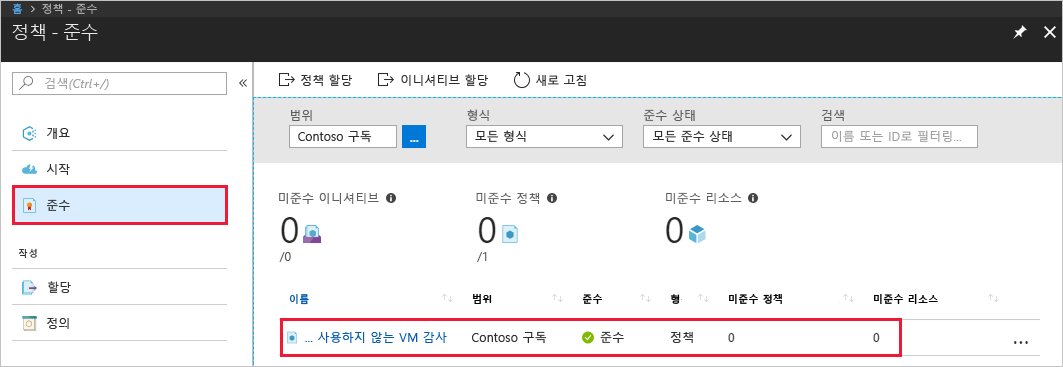 홈 > 정책 - 준수
정책 - 준수
검색(Ctrl+/)
«
개요
시작
준수
작성
할당
정의
정책 할당 이니셔티브 할당 새로 고침
범위 형식 준수 상태 검색
Contoso 구독 ... 모든 형식 모든 준수 상태 이름 또는 ID로 필터링...
미준수 이니셔티브 미준수 정책 미준수 리소스
0 0 0
/0 /1
이름 범위 준수 형 미준수 정책 미준수 리소스
... 사용하지 않는 VM 감사 Contoso 구독 준수 정책 0 0 ...